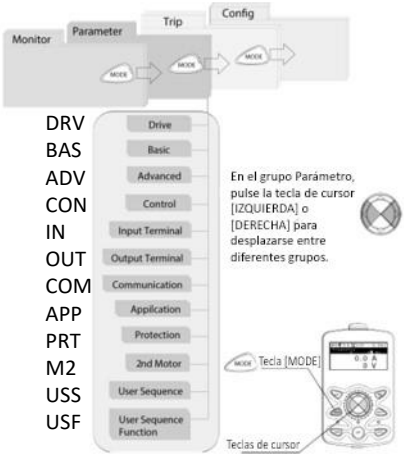 Monitor
Parameter
Trip
Config
MODE
MODE
MODE
DRV Drive
BAS Basic
ADV Advanced
CON Control
IN Input Terminal
OUT Output Terminal
COM Communication
APP Application
PRT Protection
M2 2nd Motor
USS User Sequence
USF User Sequence
Function
En el grupo Parámetro,
pulse la tecla de cursor
[IZQUIERDA] o
[DERECHA] para
desplazarse entre
diferentes grupos.
0.0 A
0 V
MODE Tecla [MODE]
Teclas de cursor